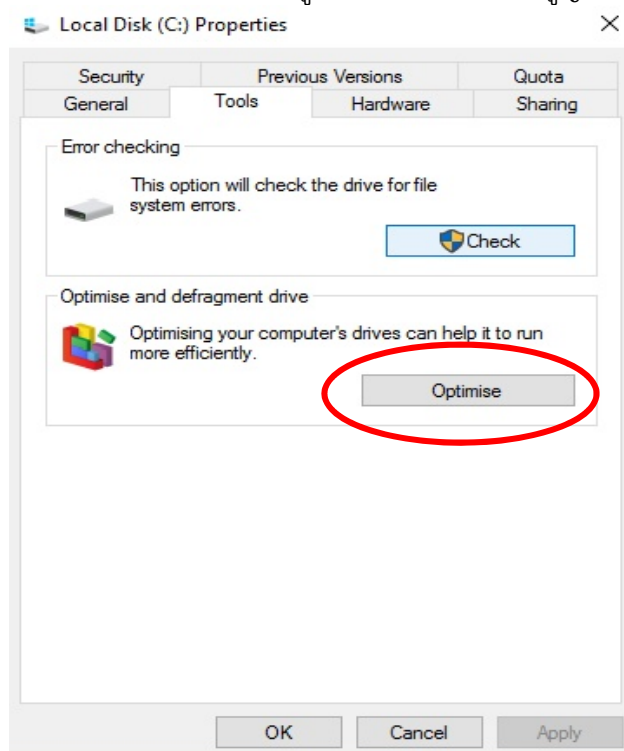 Local Disk (C:) Properties
Security Previous Versions Quota
General Tools Hardware Sharing
Error checking
This option will check the drive for file
system errors.
Check
Optimise and defragment drive
Optimising your computer's drives can help it to run
more efficiently.
Optimise
OK Cancel Apply